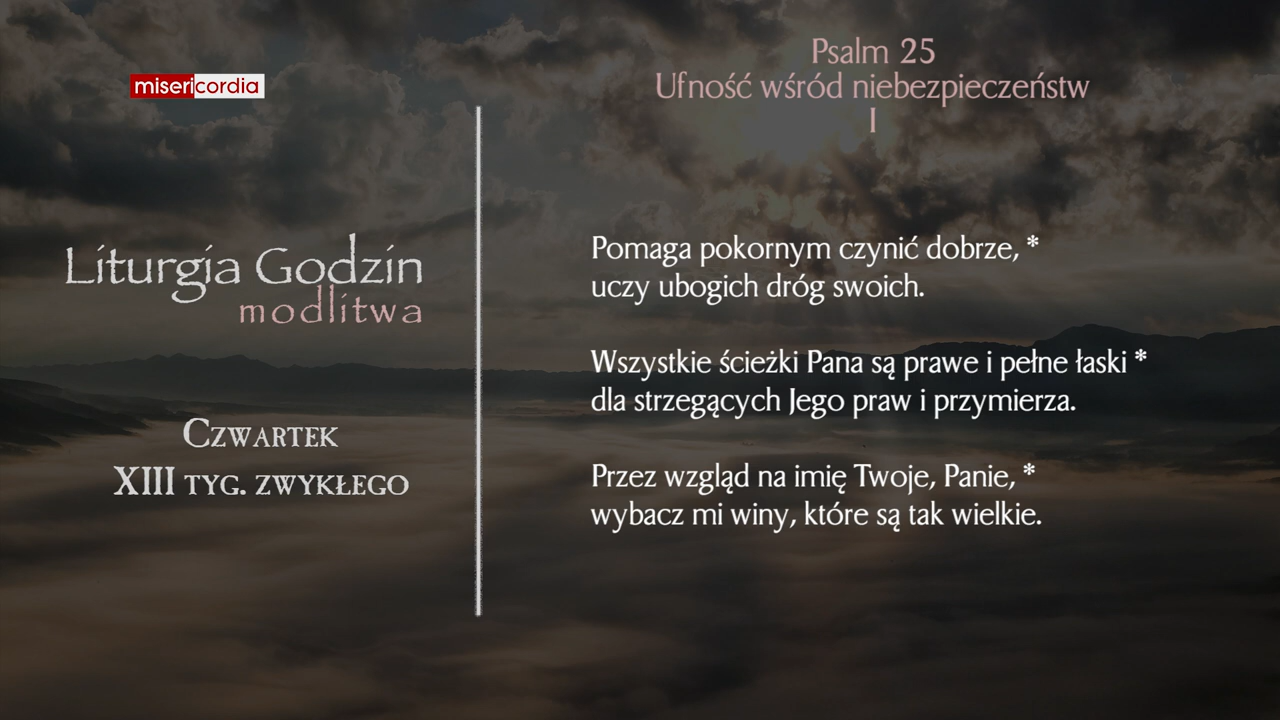 misericordia
Liturgia Godzin
modlitwa
Czwartek
XIII tyg. zwykłego
Psalm 25
Ufność wśród niebezpieczeństw
I
Pomaga pokornym czynić dobrze, *
uczy ubogich dróg swoich.
Wszystkie ścieżki Pana są prawe i pełne łaski *
dla strzegących Jego praw i przymierza.
Przez wzgląd na imię Twoje, Panie, *
wybacz mi winy, które są tak wielkie.